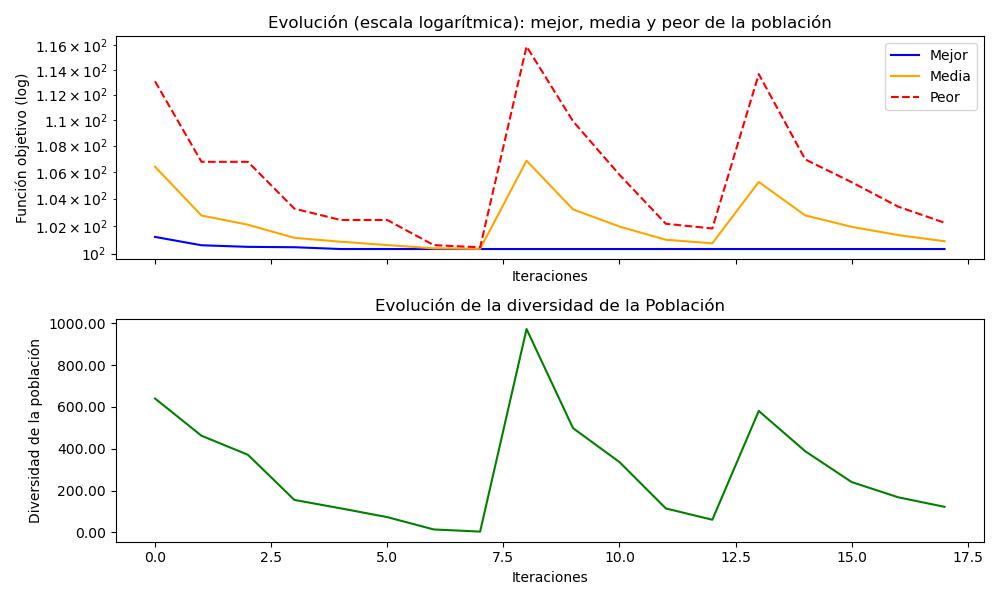 Evolución (escala logarítmica): mejor, media y peor de la población
Función objetivo (log)
1.16 × 10²
1.14 × 10²
1.12 × 10²
1.1 × 10²
1.08 × 10²
1.06 × 10²
1.04 × 10²
1.02 × 10²
10²
Mejor
Media
Peor
Iteraciones
Evolución de la diversidad de la Población
Diversidad de la población
1000.00
800.00
600.00
400.00
200.00
0.00
0.0 2.5 5.0 7.5 10.0 12.5 15.0 17.5
Iteraciones